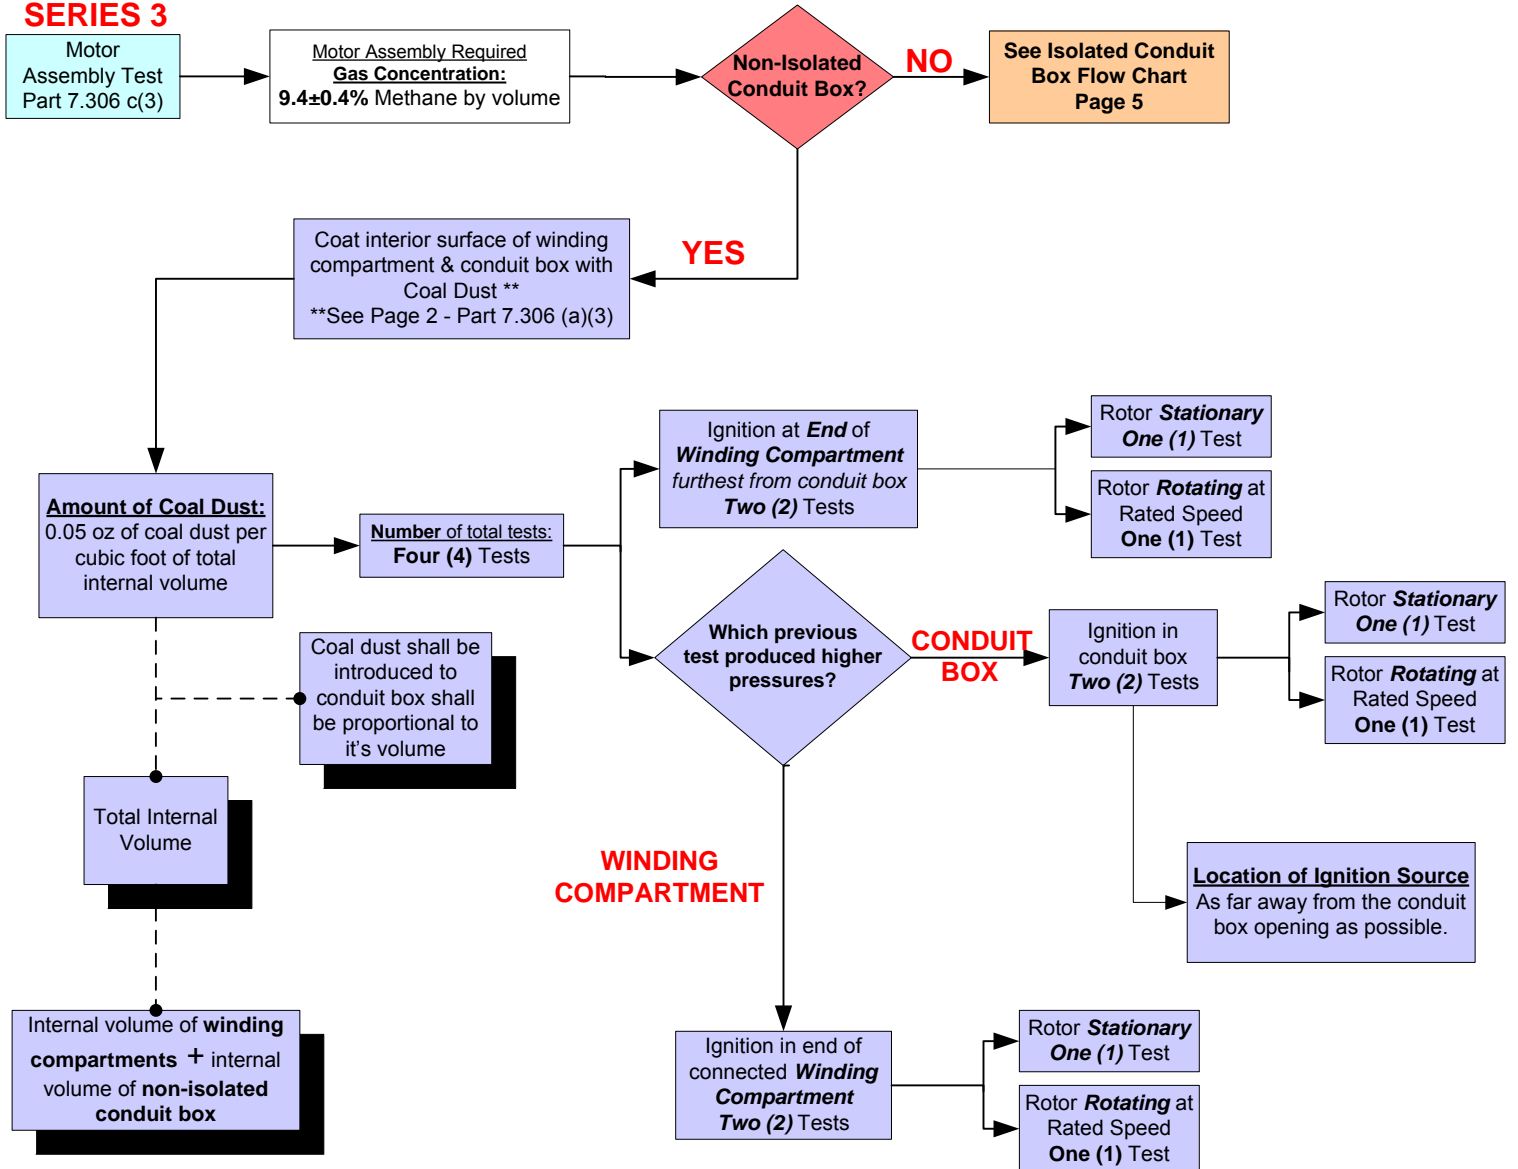 SERIES 3
Motor
Assembly Test
Part 7.306 c(3)
Motor Assembly Required
Gas Concentration:
9.4±0.4% Methane by volume
Non-Isolated
Conduit Box?
NO
See Isolated Conduit
Box Flow Chart
Page 5
YES
Coat interior surface of winding
compartment & conduit box with
Coal Dust **
**See Page 2 - Part 7.306 (a)(3)
Amount of Coal Dust:
0.05 oz of coal dust per
cubic foot of total
internal volume
Number of total tests:
Four (4) Tests
Ignition at End of
Winding Compartment
furthest from conduit box
Two (2) Tests
Rotor Stationary
One (1) Test
Rotor Rotating at
Rated Speed
One (1) Test
Which previous
test produced higher
pressures?
CONDUIT
BOX
Ignition in
conduit box
Two (2) Tests
Rotor Stationary
One (1) Test
Rotor Rotating at
Rated Speed
One (1) Test
Coal dust shall be
introduced to
conduit box shall
be proportional to
it's volume
Total Internal
Volume
WINDING
COMPARTMENT
Location of Ignition Source
As far away from the conduit
box opening as possible.
Internal volume of winding
compartments + internal
volume of non-isolated
conduit box
Ignition in end of
connected Winding
Compartment
Two (2) Tests
Rotor Stationary
One (1) Test
Rotor Rotating at
Rated Speed
One (1) Test